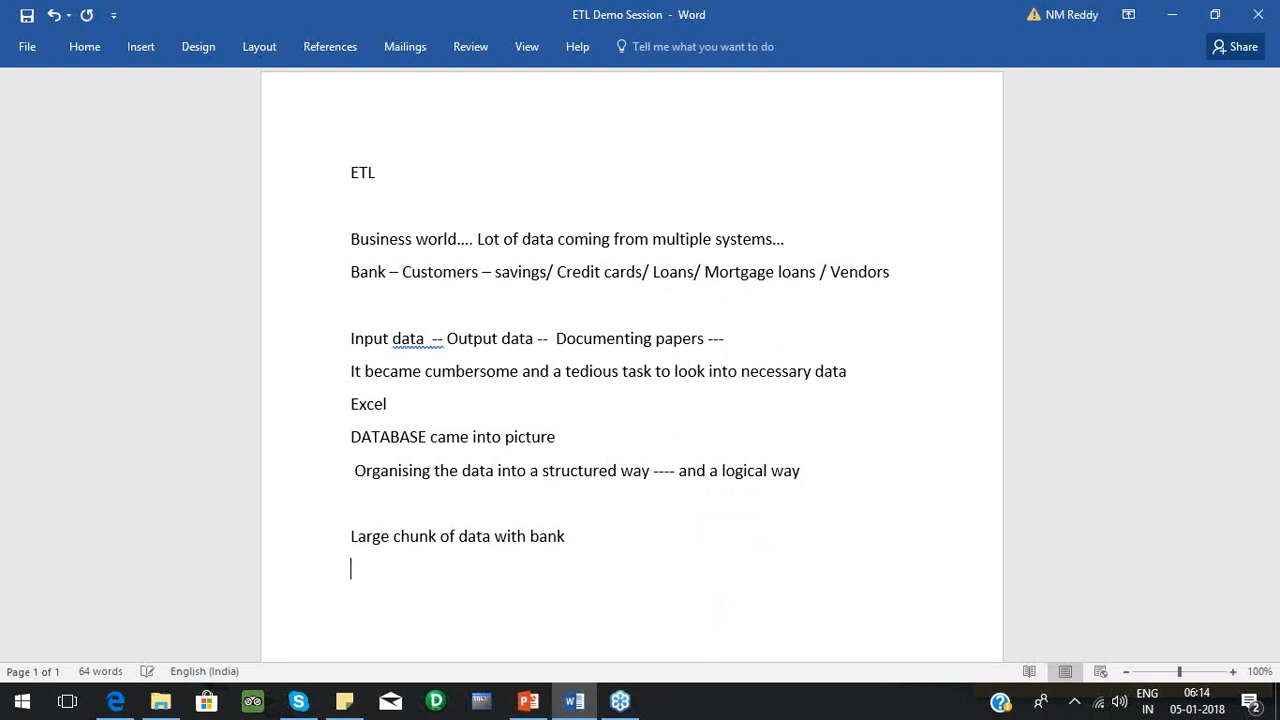 ETL Demo Session - Word
NM Reddy
File Home Insert Design Layout References Mailings Review View Help Tell me what you want to do Share
ETL
Business world.... Lot of data coming from multiple systems...
Bank – Customers – savings/ Credit cards/ Loans/ Mortgage loans / Vendors
Input data -- Output data -- Documenting papers ---
It became cumbersome and a tedious task to look into necessary data
Excel
DATABASE came into picture
Organising the data into a structured way ---- and a logical way
Large chunk of data with bank
Page 1 of 1 64 words English (India) 100%
ENG 06:14
IN 05-01-2018 2